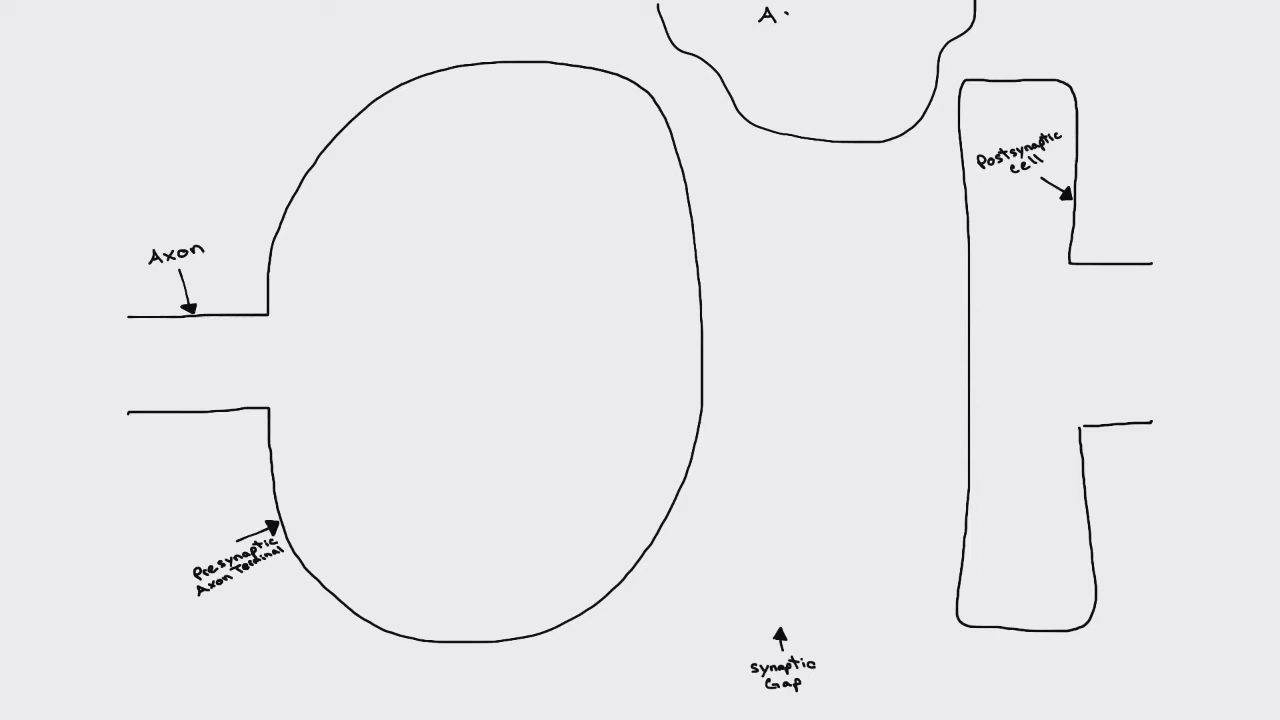 A.
Postsynaptic
cell
Axon
Presynaptic
Axon Terminal
synaptic
Gap